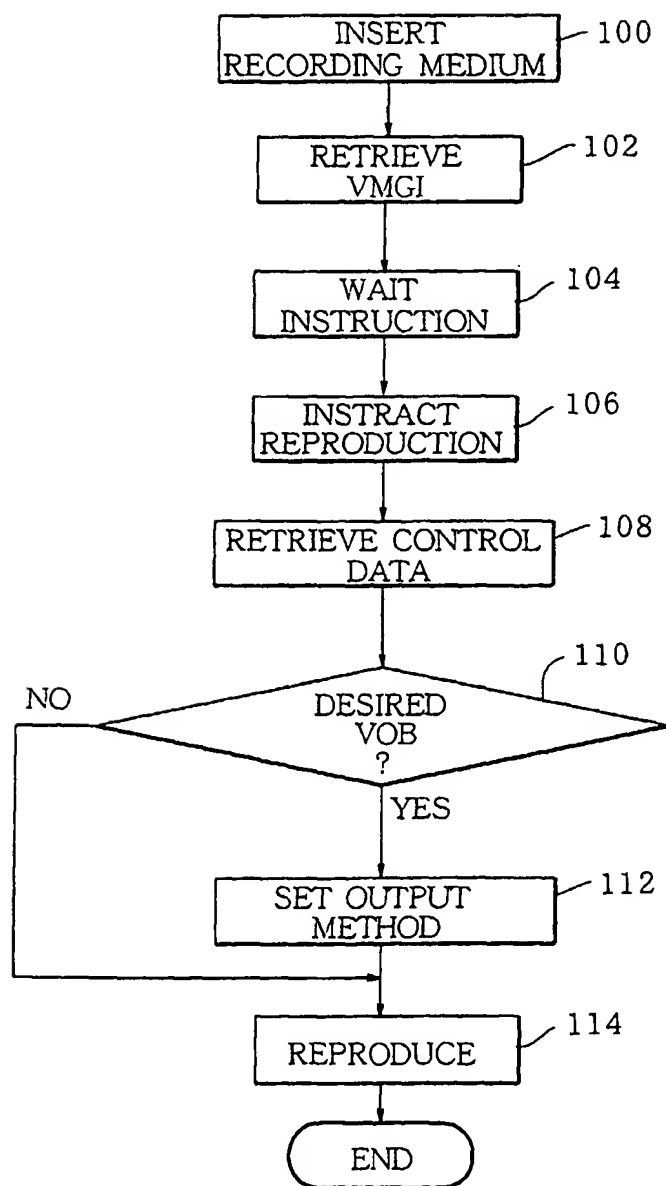 INSERT
RECORDING MEDIUM
100
RETRIEVE
VMGI
102
WAIT
INSTRUCTION
104
INSTRACT
REPRODUCTION
106
RETRIEVE CONTROL
DATA
108
110
NO
DESIRED
VOB
?
YES
SET OUTPUT
METHOD
112
REPRODUCE
114
END